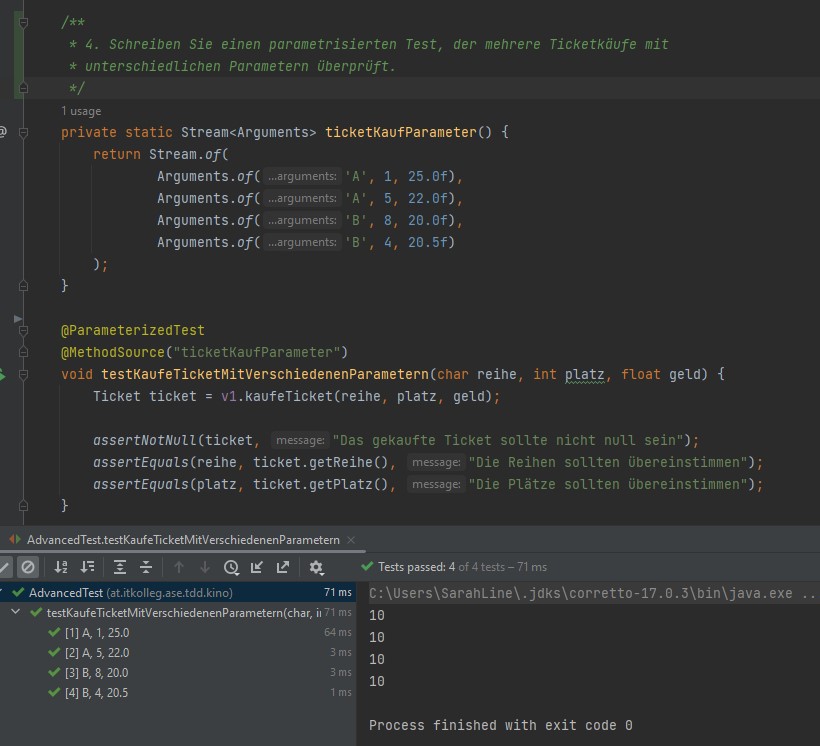 /**
* 4. Schreiben Sie einen parametrisierten Test, der mehrere Ticketkäufe mit
* unterschiedlichen Parametern überprüft.
*/
1 usage
private static Stream<Arguments> ticketKaufParameter() {
return Stream.of(
Arguments.of( ...arguments: 'A', 1, 25.0f),
Arguments.of( ...arguments: 'A', 5, 22.0f),
Arguments.of( ...arguments: 'B', 8, 20.0f),
Arguments.of( ...arguments: 'B', 4, 20.5f)
);
}
@ParameterizedTest
@MethodSource("ticketKaufParameter")
void testKaufeTicketMitVerschiedenenParametern(char reihe, int platz, float geld) {
Ticket ticket = v1.kaufeTicket(reihe, platz, geld);
assertNotNull(ticket, message: "Das gekaufte Ticket sollte nicht null sein");
assertEquals(reihe, ticket.getReihe(), message: "Die Reihen sollten übereinstimmen");
assertEquals(platz, ticket.getPlatz(), message: "Die Plätze sollten übereinstimmen");
}
AdvancedTest.testKaufeTicketMitVerschiedenenParametern
Tests passed: 4 of 4 tests – 71 ms
AdvancedTest (at.itkolleg.ase.tdd.kino) 71 ms
testKaufeTicketMitVerschiedenenParametern(char, i 71 ms
[1] A, 1, 25.0 64 ms
[2] A, 5, 22.0 3 ms
[3] B, 8, 20.0 3 ms
[4] B, 4, 20.5 1 ms
C:\Users\SarahLine\.jdks\corretto-17.0.3\bin\java.exe ...
10
10
10
10
Process finished with exit code 0